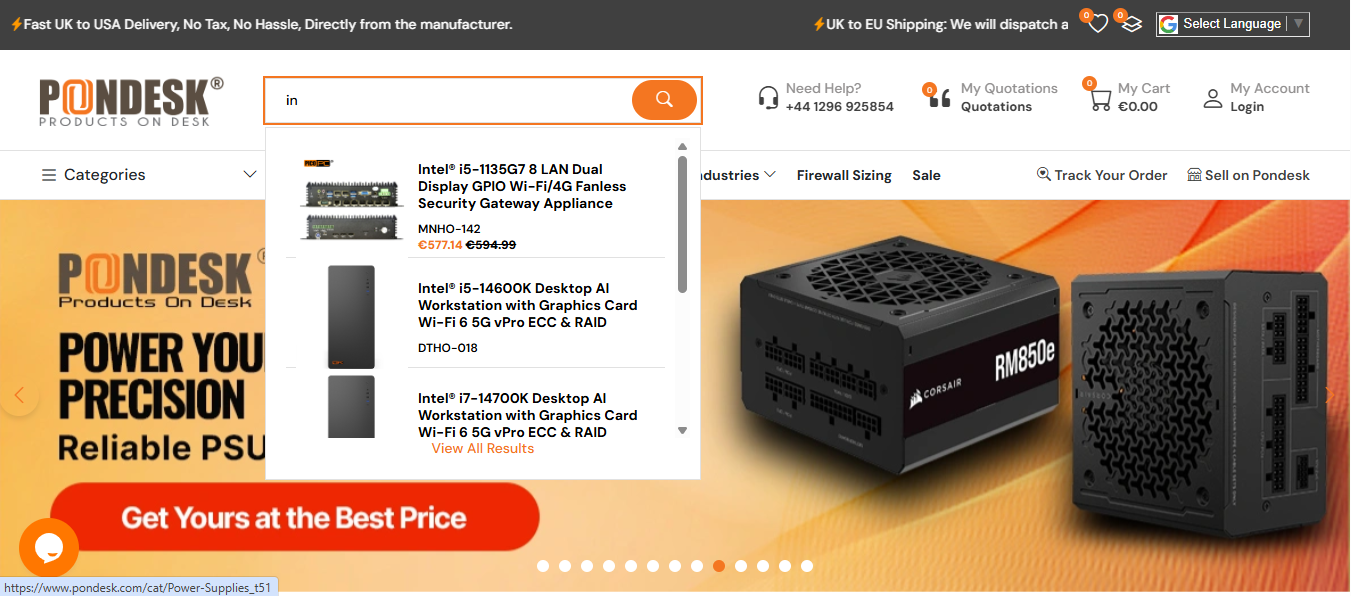 ⚡Fast UK to USA Delivery, No Tax, No Hassle, Directly from the manufacturer.
⚡UK to EU Shipping: We will dispatch a
0
0
G Select Language ▼
PONDESK®
PRODUCTS ON DESK
in
Need Help?
+44 1296 925854
0
My Quotations
Quotations
0
My Cart
€0.00
My Account
Login
Categories
ndustries
Firewall Sizing
Sale
Track Your Order
Sell on Pondesk
Intel® i5-1135G7 8 LAN Dual
Display GPIO Wi-Fi/4G Fanless
Security Gateway Appliance
MNHO-142
€577.14 €594.99
Intel® i5-14600K Desktop AI
Workstation with Graphics Card
Wi-Fi 6 5G vPro ECC & RAID
DTHO-018
Intel® i7-14700K Desktop AI
Workstation with Graphics Card
Wi-Fi 6 5G vPro ECC & RAID
View All Results
PONDESK®
Products On Desk
POWER YOU
PRECISION
Reliable PSU
Get Yours at the Best Price
CORSAIR
RM850e
https://www.pondesk.com/cat/Power-Supplies_t51